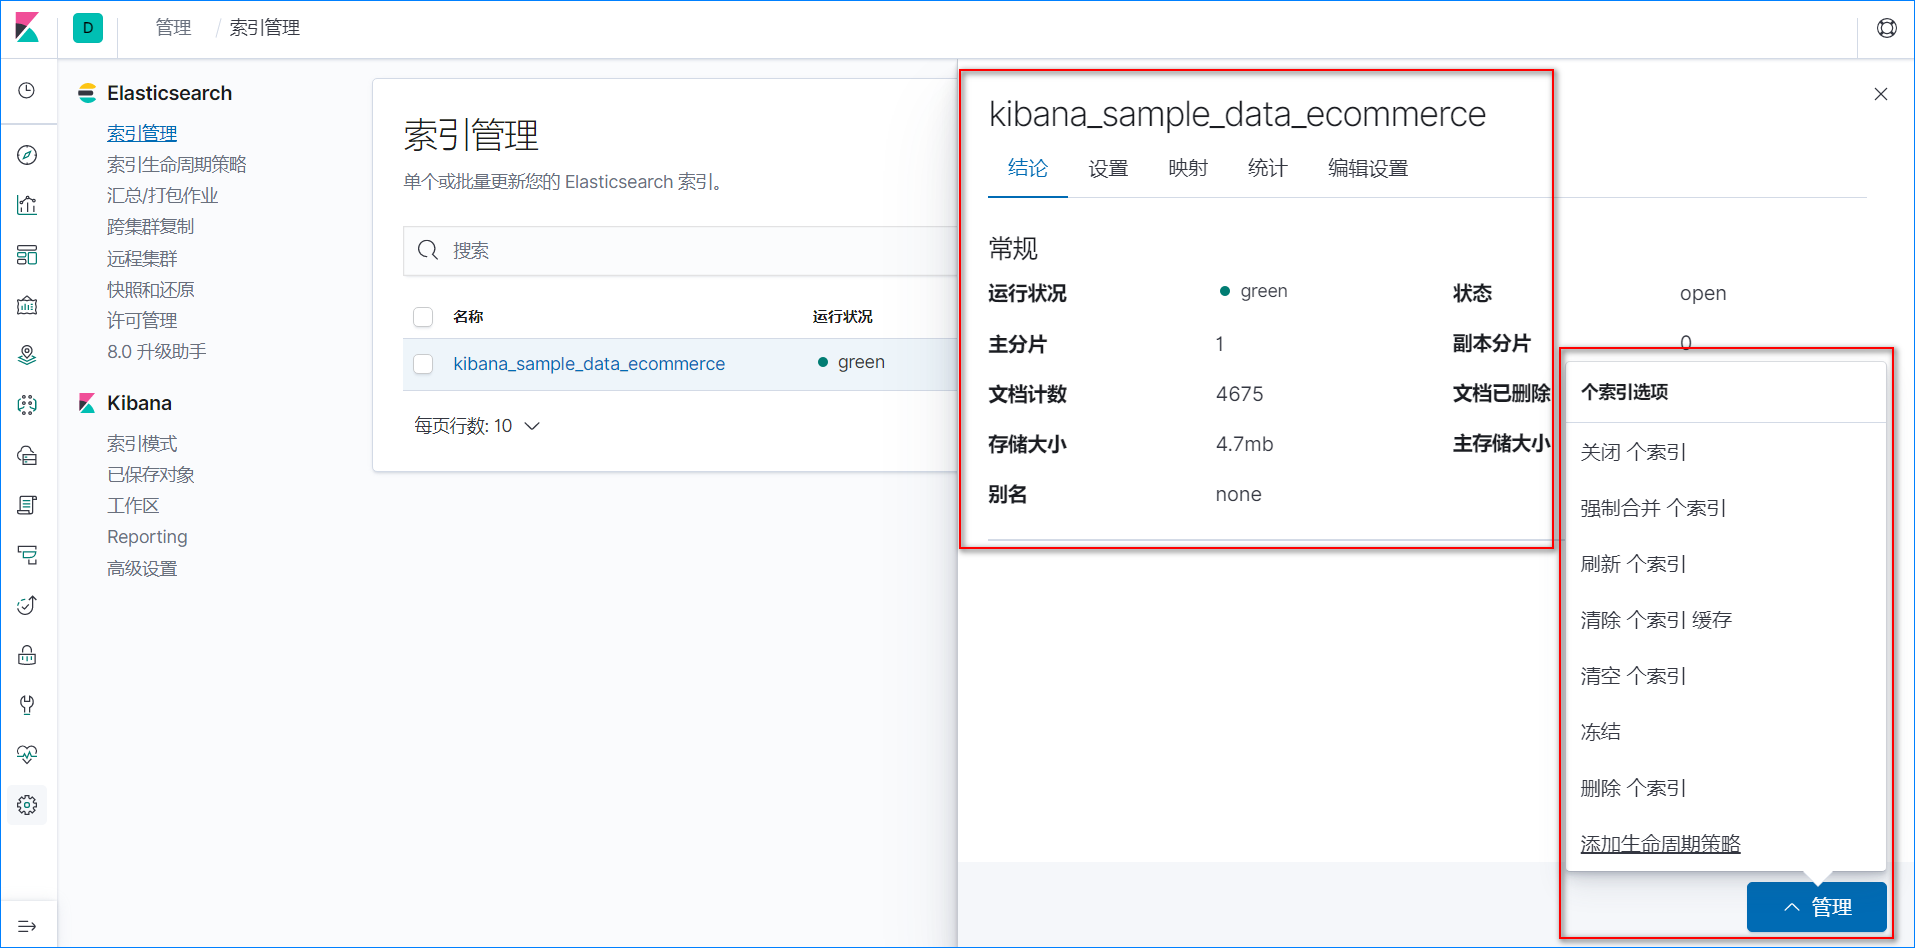 D
管理 / 索引管理
Elasticsearch
索引管理
索引生命周期策略
汇总/打包作业
跨集群复制
远程集群
快照和还原
许可管理
8.0 升级助手
Kibana
索引模式
已保存对象
工作区
Reporting
高级设置
索引管理
单个或批量更新您的 Elasticsearch 索引。
搜索
名称 运行状况
kibana_sample_data_ecommerce green
每页行数: 10
kibana_sample_data_ecommerce
结论 设置 映射 统计 编辑设置
常规
运行状况 green 状态 open
主分片 1 副本分片 0
文档计数 4675 文档已删除
存储大小 4.7mb 主存储大小
别名 none
个索引选项
关闭 个索引
强制合并 个索引
刷新 个索引
清除 个索引 缓存
清空 个索引
冻结
删除 个索引
添加生命周期策略
管理